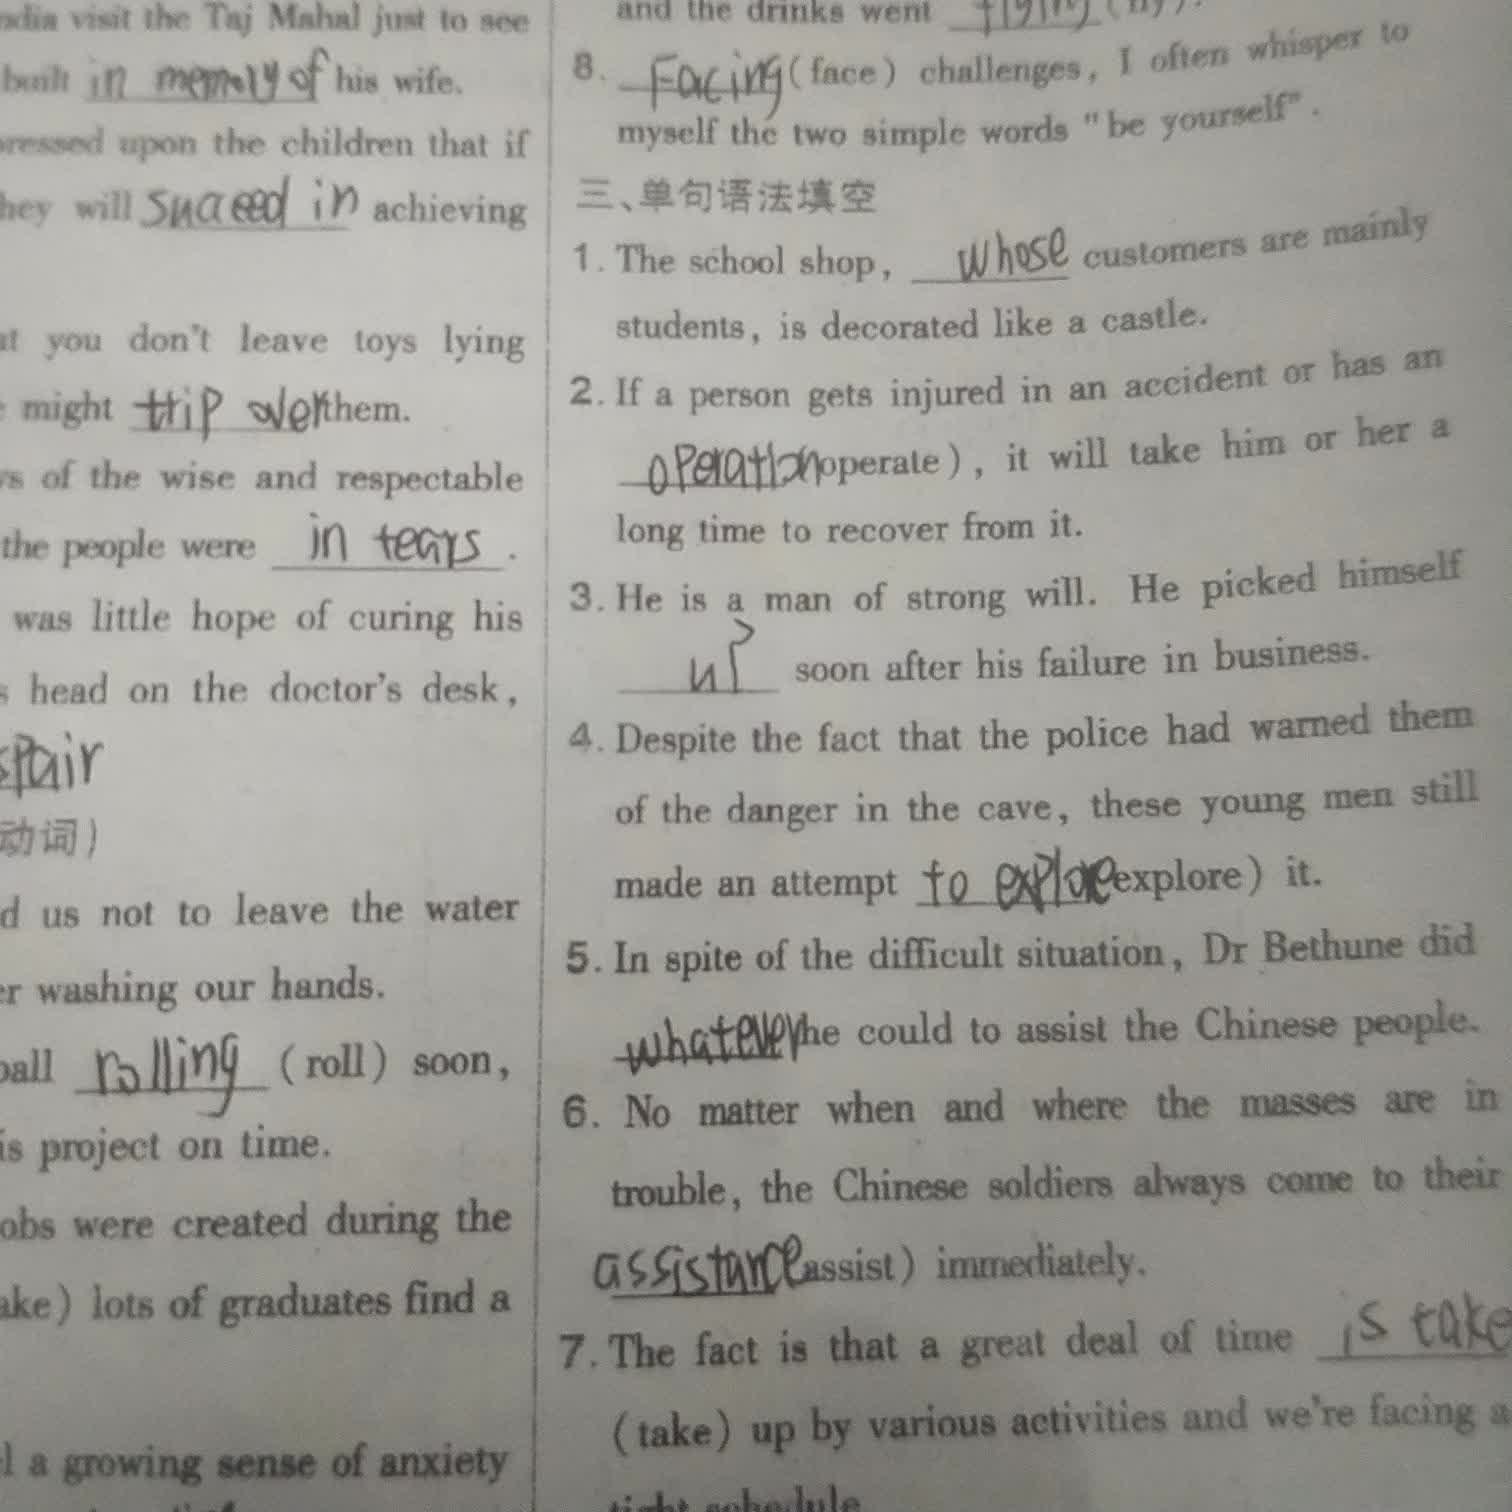 visit the Taj Mahal just to see
built in memory of his wife.
upon the children that if
will suceed in achieving
you don't leave toys lying
might trip over them.
of the wise and respectable
the people were in tears.
was little hope of curing his
head on the doctor's desk,
动词)
us not to leave the water
washing our hands.
rolling (roll) soon,
project on time.
were created during the
lots of graduates find a
a growing sense of anxiety
and the drinks went flying
8. Facing (face) challenges, I often whisper to
myself the two simple words "be yourself".
三、单句语法填空
1. The school shop, whose customers are mainly
students, is decorated like a castle.
2. If a person gets injured in an accident or has an
operation operate), it will take him or her a
long time to recover from it.
3. He is a man of strong will. He picked himself
up soon after his failure in business.
4. Despite the fact that the police had warned them
of the danger in the cave, these young men still
made an attempt to explore explore) it.
5. In spite of the difficult situation, Dr Bethune did
whatever he could to assist the Chinese people.
6. No matter when and where the masses are in
trouble, the Chinese soldiers always come to their
assistance assist) immediately.
7. The fact is that a great deal of time is take
(take) up by various activities and we're facing a
tight schedule